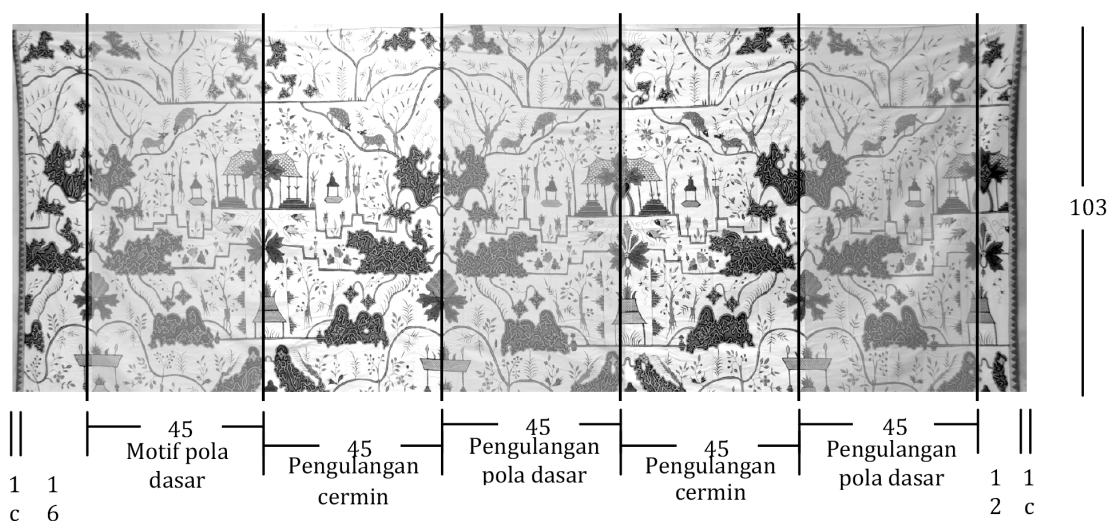 103
45
Motif pola
dasar
45
Pengulangan
cermin
45
Pengulangan
pola dasar
45
Pengulangan
cermin
45
Pengulangan
pola dasar
1
c
1
6
1
2
1
c